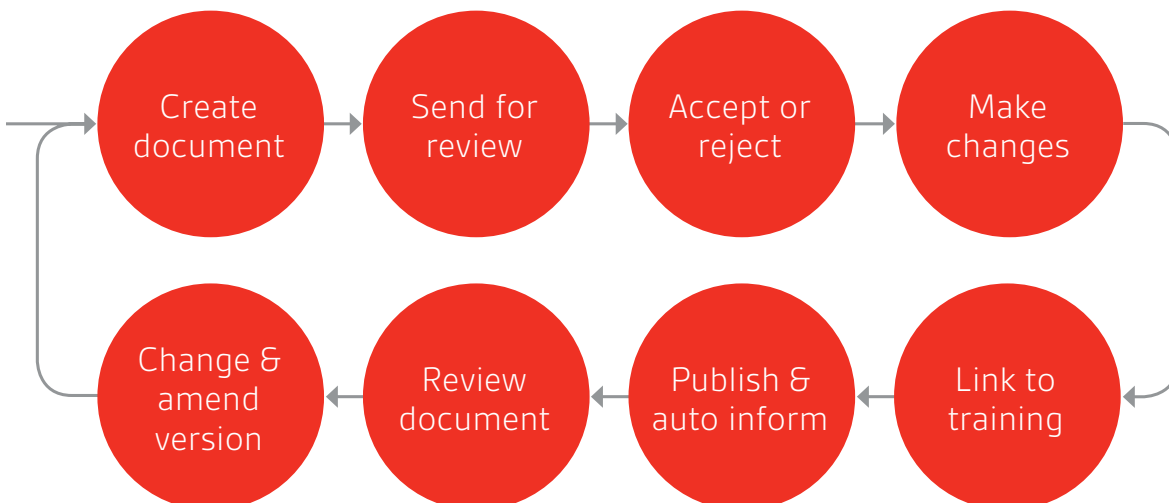 Create
document
Send for
review
Accept or
reject
Make
changes
Link to
training
Publish &
auto inform
Review
document
Change &
amend
version